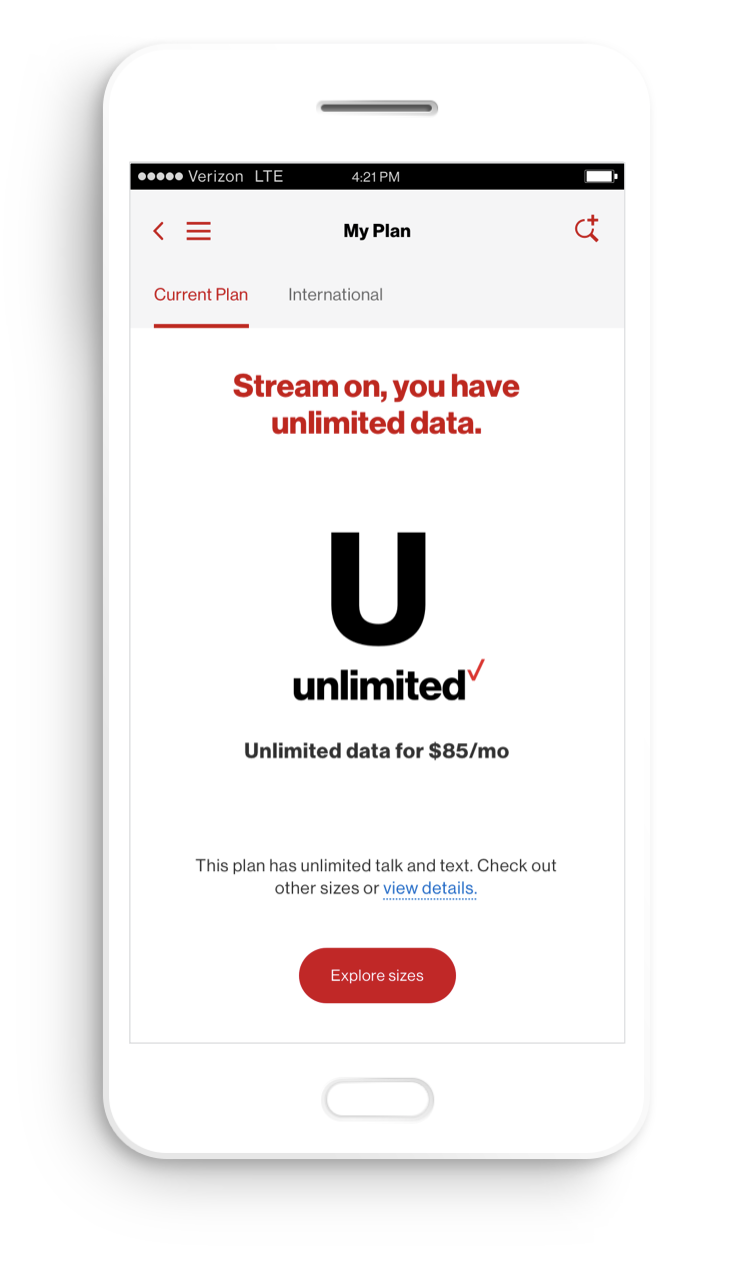 Verizon LTE 4:21 PM
My Plan
Current Plan International
Stream on, you have
unlimited data.
U
unlimited✓
Unlimited data for $85/mo
This plan has unlimited talk and text. Check out
other sizes or view details.
Explore sizes